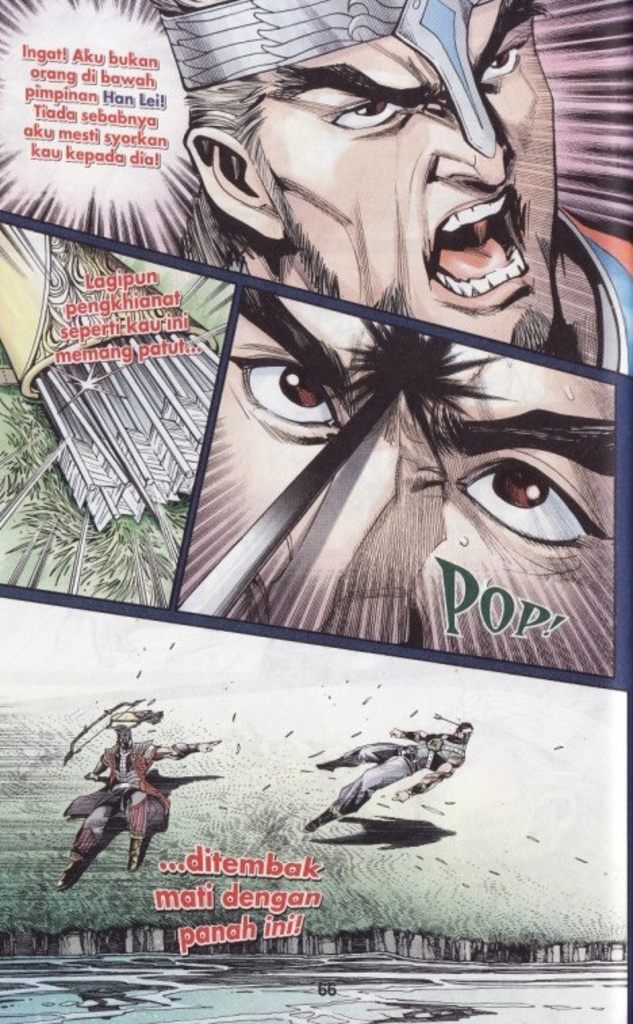 Ingat! Aku bukan
orang di bawah
pimpinan Han Lei!
Tiada sebabnya
aku mesti syorkan
kau kepada dia!
Lagipun
pengkhianat
seperti kau ini
memang patut...
POP!
...ditembak
mati dengan
panah ini!
66